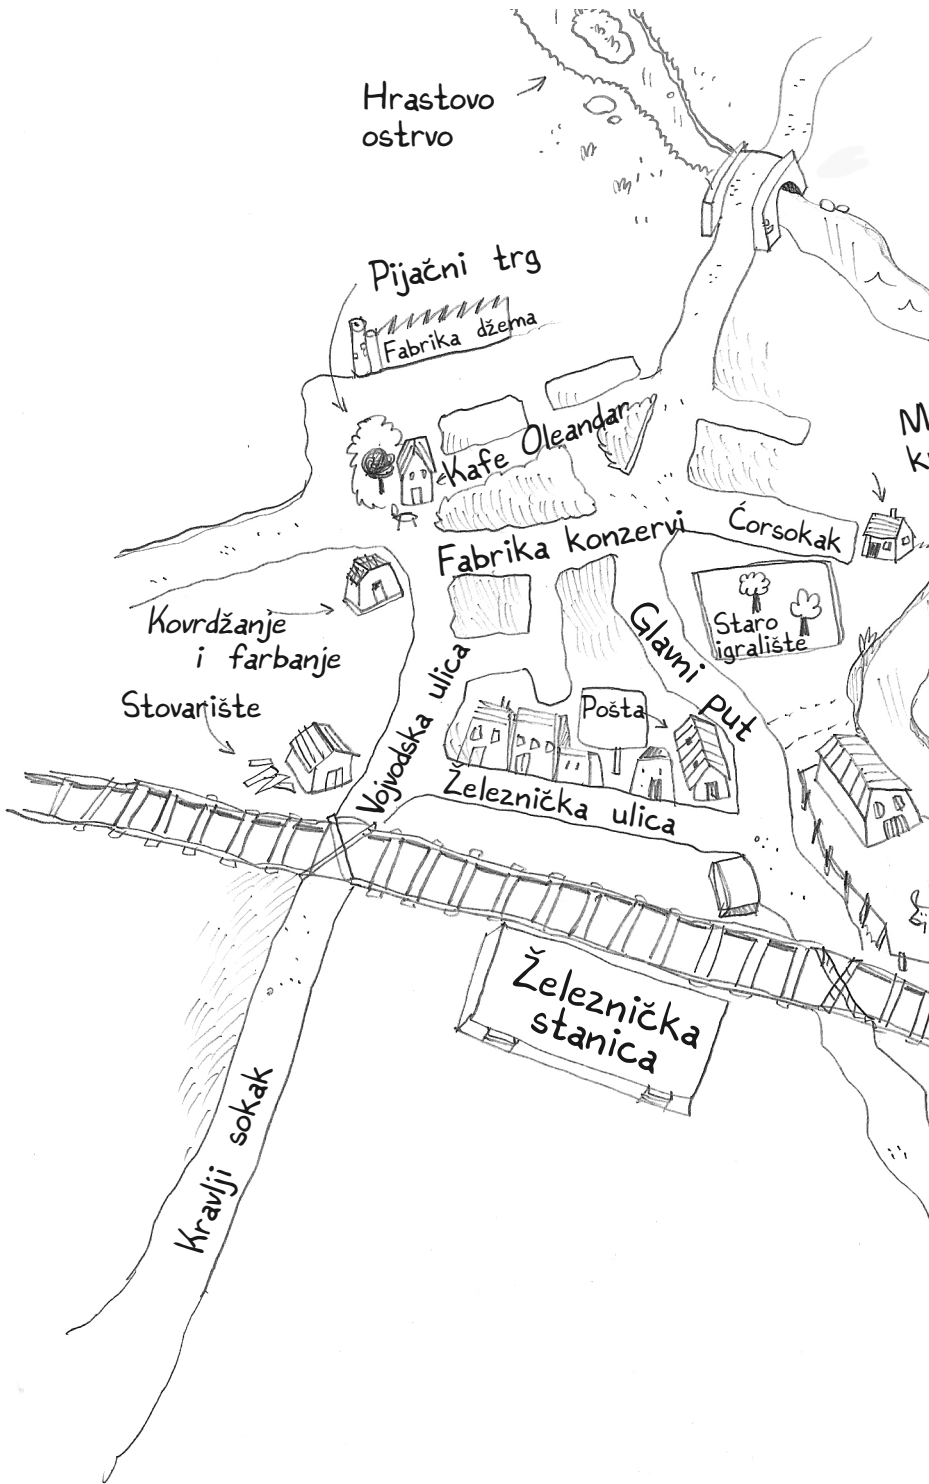 Hrastovo
ostrvo
Pijačni trg
Fabrika džema
Kafe Oleandar
Fabrika konzervi
Ćorsokak
Kovrdžanje
i farbanje
Staro
igralište
Glavni put
Stovarište
Vojvodska ulica
Pošta
Železnička ulica
Železnička
stanica
Kravlji sokak